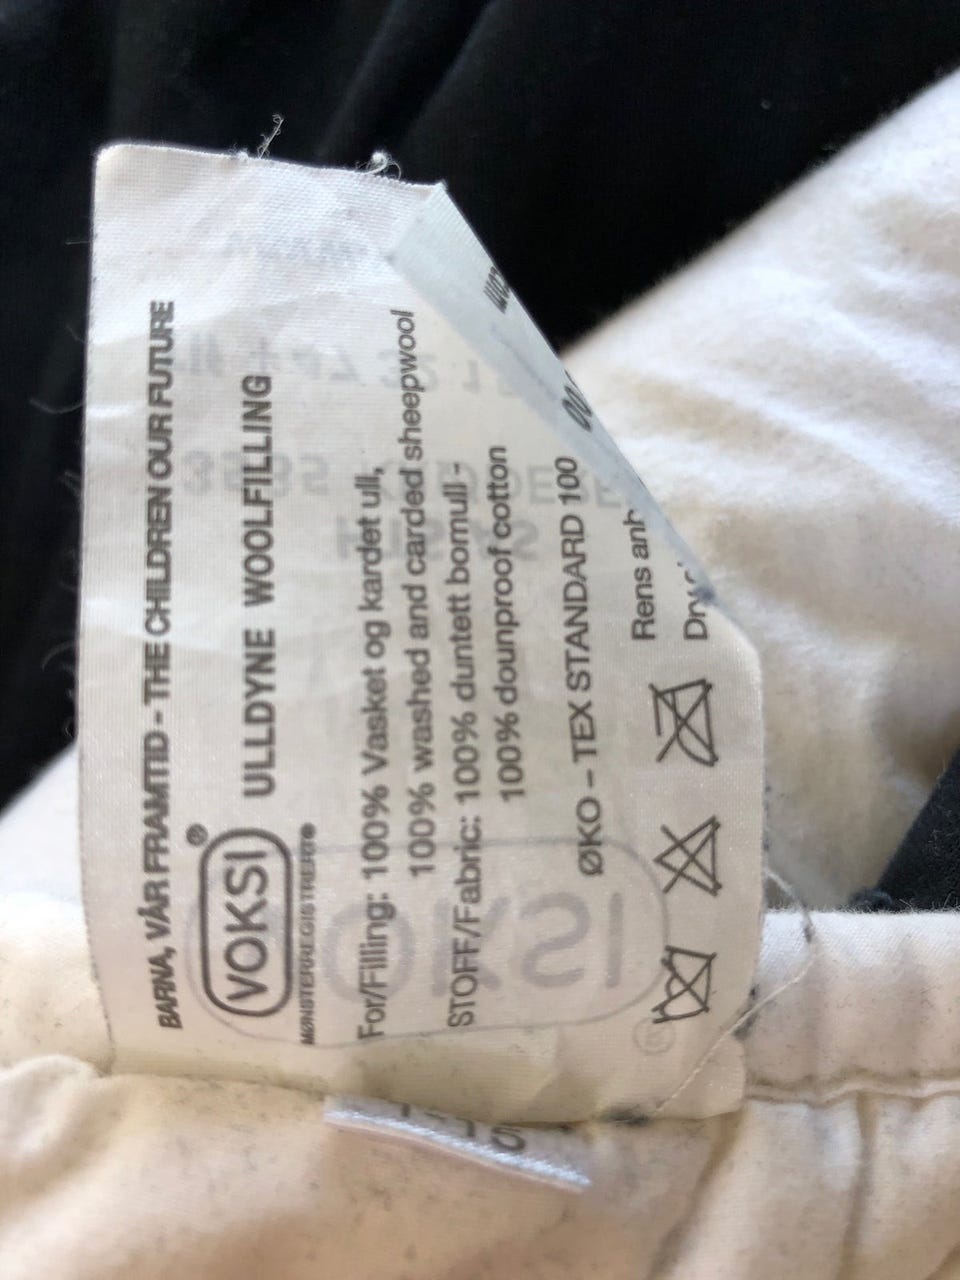 BARNA, VÅR FRAMTID - THE CHILDREN OUR FUTURE
VOKSI® ULLDYNE WOOLFILLING
MØNSTERREGISTRERT
For/Filling: 100% Vasket og kardet ull,
100% washed and carded sheepwool
STOFF/Fabric: 100% duntett bomull -
100% dounproof cotton
ØKO - TEX STANDARD 100
Rens